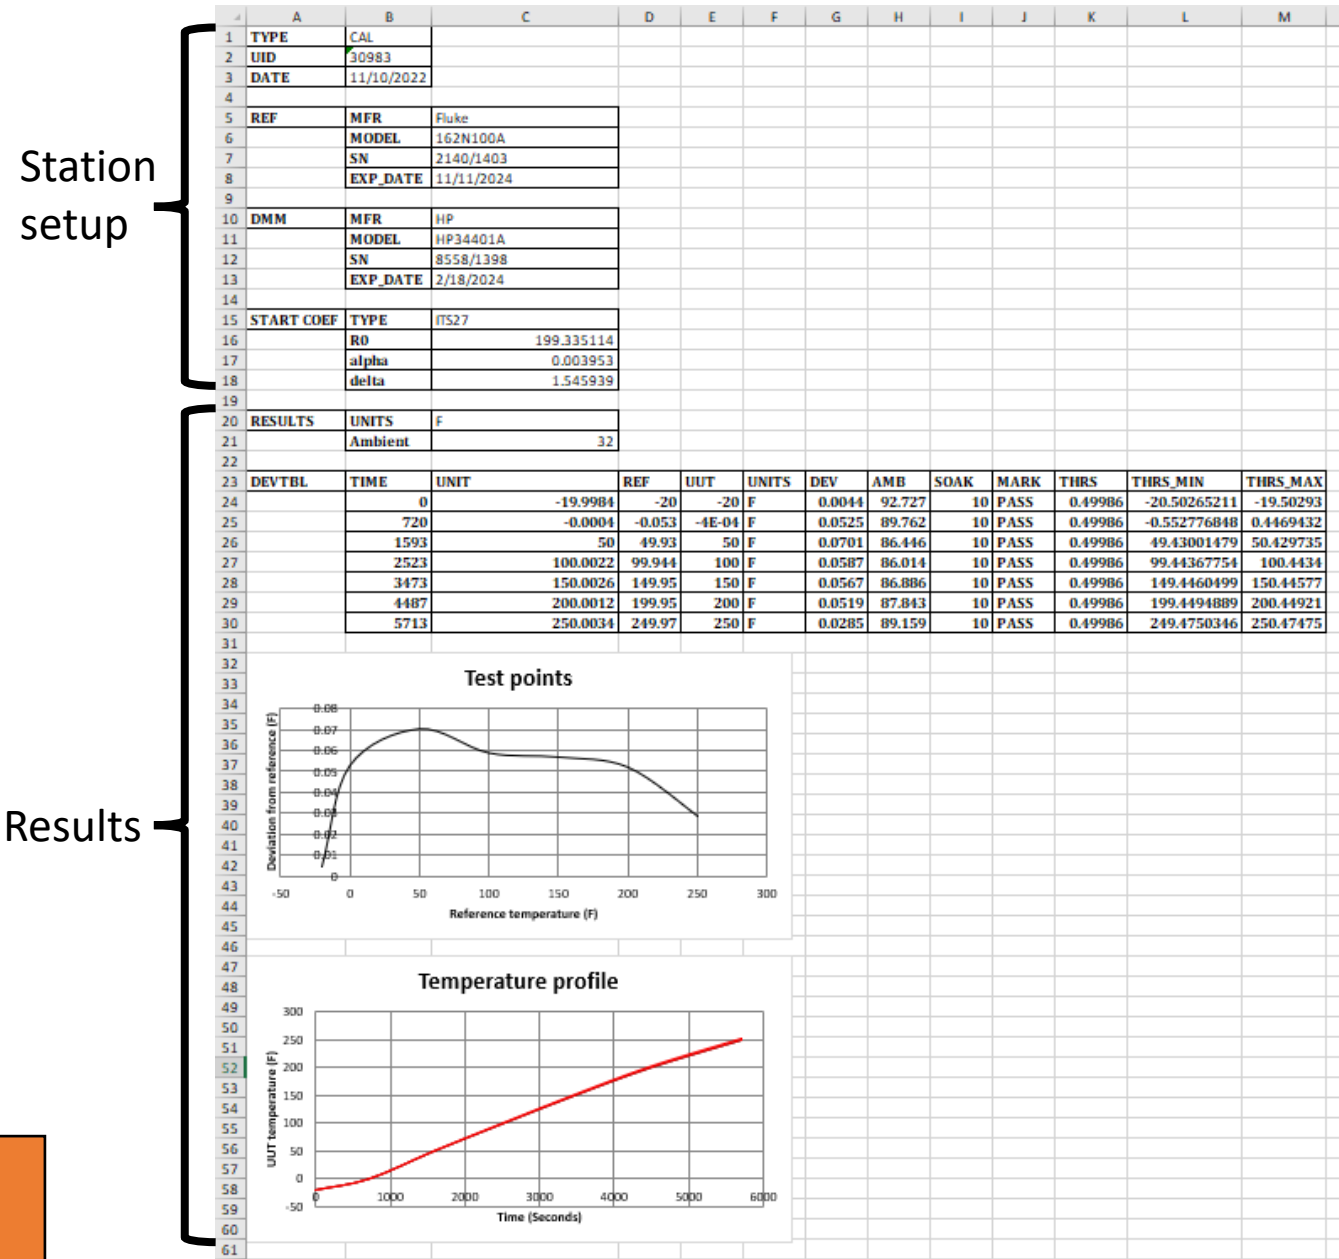 A B C D E F G H I J K L M
1 TYPE CAL
2 UID 30983
3 DATE 11/10/2022
4
5 REF MFR Fluke
6 MODEL 162N100A
7 SN 2140/1403
8 EXP_DATE 11/11/2024
9
10 DMM MFR HP
11 MODEL HP34401A
12 SN 8558/1398
13 EXP_DATE 2/18/2024
14
15 START COEF TYPE ITS27
16 R0 199.335114
17 alpha 0.003953
18 delta 1.545939
Station
setup
19
20 RESULTS UNITS F
21 Ambient 32
22
23 DEVTBL TIME UNIT REF UUT UNITS DEV AMB SOAK MARK THRS THRS_MIN THRS_MAX
24 0 -19.9984 -20 -20 F 0.0044 92.727 10 PASS 0.49986 -20.50265211 -19.50293
25 720 -0.0004 -0.053 -4E-04 F 0.0525 89.762 10 PASS 0.49986 -0.552776848 0.4469432
26 1593 50 49.93 50 F 0.0701 86.446 10 PASS 0.49986 49.43001479 50.429735
27 2523 100.0022 99.944 100 F 0.0587 86.014 10 PASS 0.49986 99.44367754 100.4434
28 3473 150.0026 149.95 150 F 0.0567 86.886 10 PASS 0.49986 149.4460499 150.44577
29 4487 200.0012 199.95 200 F 0.0519 87.843 10 PASS 0.49986 199.4494889 200.44921
30 5713 250.0034 249.97 250 F 0.0285 89.159 10 PASS 0.49986 249.4750346 250.47475
31
32
33
34
35
36
37
38
39
40
41
42
43
44
45
46
47
48
49
50
51
52
53
54
55
56
57
58
59
60
61
Results
Test points
Deviation from reference (F)
0.08
0.07
0.06
0.05
0.04
0.03
0.02
0.01
0
-50 0 50 100 150 200 250 300
Reference temperature (F)
Temperature profile
UUT temperature (F)
300
250
200
150
100
50
0
-50
0 1000 2000 3000 4000 5000 6000
Time (Seconds)